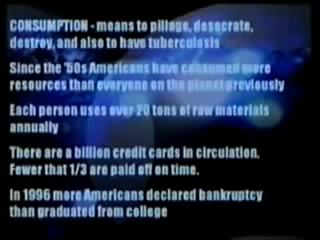 CONSUMPTION - means to pillage, desecrate,
destroy, and also to have tuberculosis
Since the '50s Americans have consumed more
resources than everyone on the planet previously
Each person uses over 20 tons of raw materials
annually
There are a billion credit cards in circulation.
Fewer that 1/3 are paid off on time.
In 1996 more Americans declared bankruptcy
than graduated from college